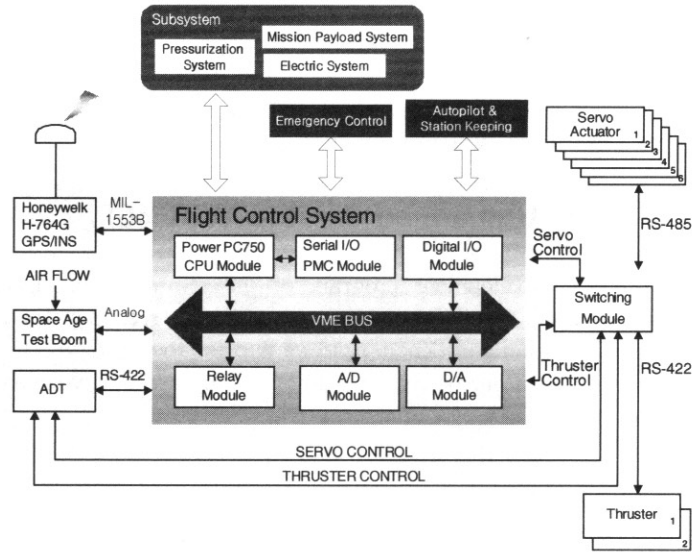 Subsystem
Mission Payload System
Pressurization
System
Electric System
Emergency Control
Autopilot &
Station Keeping
Servo
Actuator
1
2
3
4
5
6
Honeywelk
H-764G
GPS/INS
MIL-
1553B
Flight Control System
RS-485
Power PC750
CPU Module
Serial I/O
PMC Module
Digital I/O
Module
Servo
Control
AIR FLOW
Space Age
Test Boom
Analog
VME BUS
Switching
Module
ADT
RS-422
Relay
Module
A/D
Module
D/A
Module
Thruster
Control
RS-422
SERVO CONTROL
THRUSTER CONTROL
Thruster
1
2